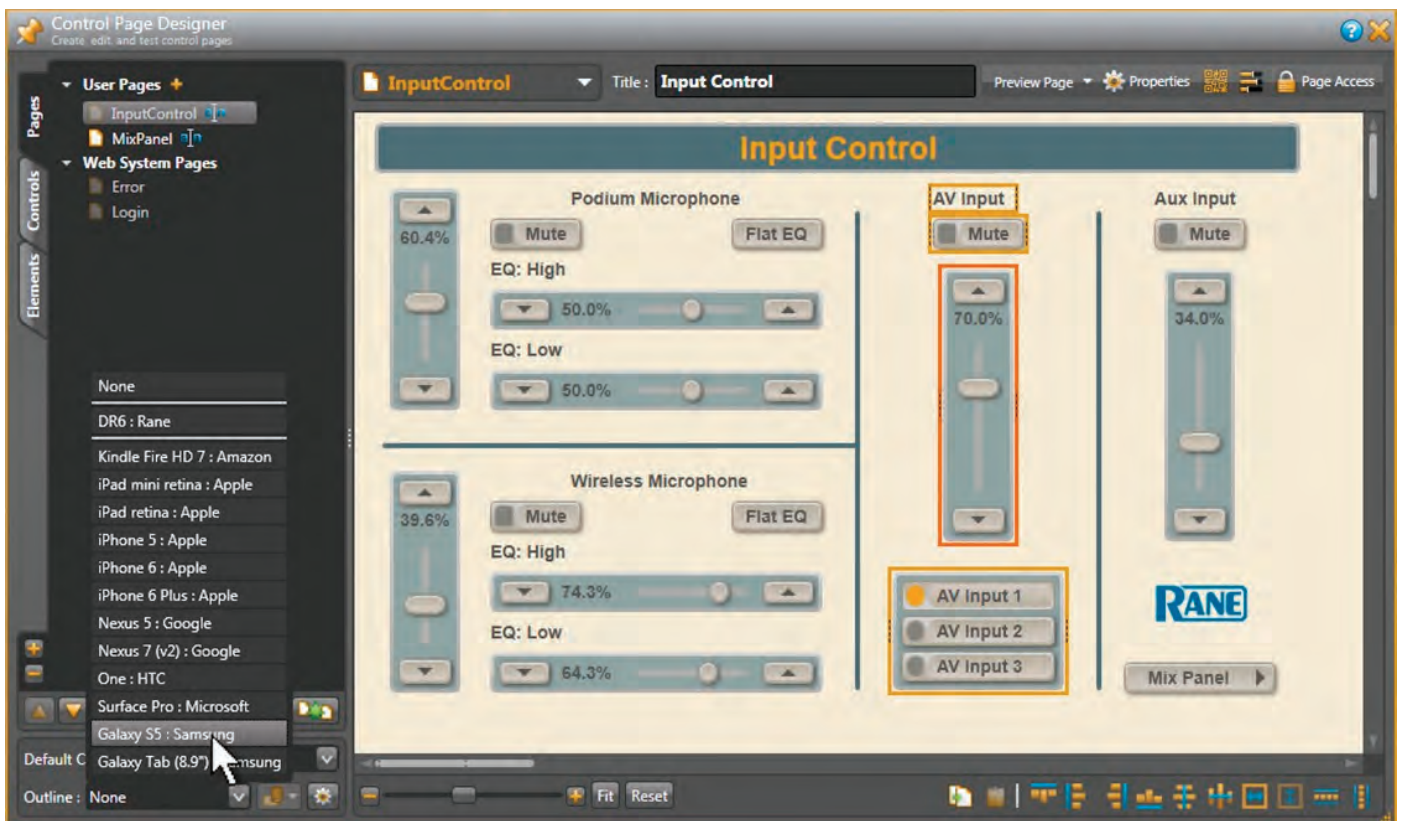 Control Page Designer
Create edit and test control pages
Pages
Controls
Elements
User Pages
InputControl
MixPanel
Web System Pages
Error
Login
None
DR6 : Rane
Kindle Fire HD 7 : Amazon
iPad mini retina : Apple
iPad retina : Apple
iPhone 5 : Apple
iPhone 6 : Apple
iPhone 6 Plus : Apple
Nexus 5 : Google
Nexus 7 (v2) : Google
One : HTC
Surface Pro : Microsoft
Galaxy S5 : Samsung
Default
Galaxy Tab (8.9")
Outline : None
InputControl
Title : Input Control
Preview Page
Properties
Page Access
Input Control
Podium Microphone
60.4%
Mute
Flat EQ
EQ: High
50.0%
EQ: Low
50.0%
Wireless Microphone
39.6%
Mute
Flat EQ
EQ: High
74.3%
EQ: Low
64.3%
AV Input
Mute
70.0%
AV Input 1
AV Input 2
AV Input 3
Aux Input
Mute
34.0%
RANE
Mix Panel
Fit
Reset